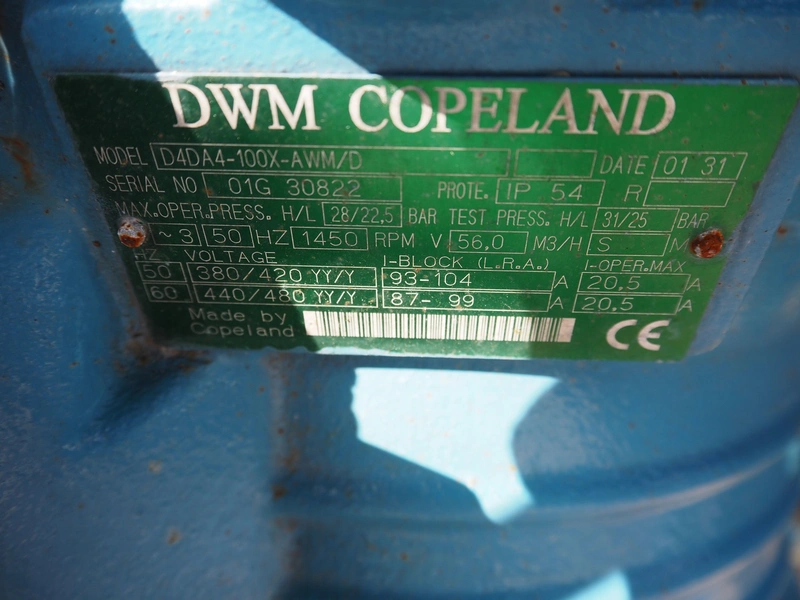 DWM COPELAND
MODEL D4DA4-100X-AWM/D DATE 01 31
SERIAL NO 01G 30822 PROTE. IP 54 R
MAX.OPER.PRESS. H/L 28/22,5 BAR TEST PRESS. H/L 31/25 BAR
~3 50 HZ 1450 RPM V 56,0 M3/H S
HZ VOLTAGE I-BLOCK (L.R.A.) I-OPER.MAX
50 380/420 YY/Y 93-104 A 20,5 A
60 440/480 YY/Y 87- 99 A 20,5 A
Made by
Copeland CE